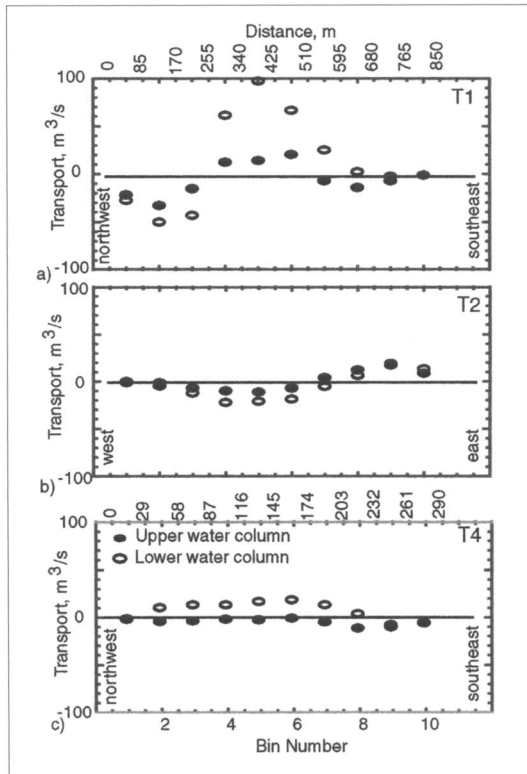 Distance, m
0 85 170 255 340 425 510 595 680 765 850
100
T1
Transport, m³/s
0
northwest
southeast
-100
a)
100
T2
Transport, m³/s
0
west
east
-100
b)
0 29 58 87 116 145 174 203 232 261 290
100
T4
Upper water column
Lower water column
Transport, m³/s
0
northwest
southeast
-100
c)
2 4 6 8 10
Bin Number